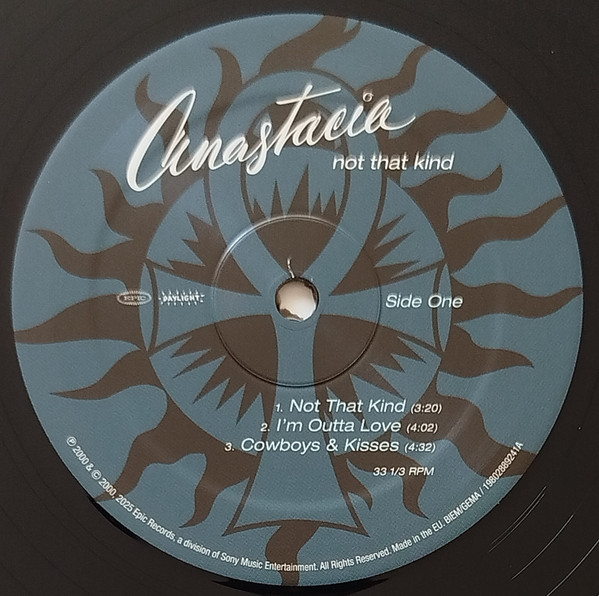 Anastacia
not that kind
EPIC
DAYLIGHT
Side One
1. Not That Kind (3:20)
2. I'm Outta Love (4:02)
3. Cowboys & Kisses (4:32)
33 1/3 RPM
℗ 2000 & © 2000, 2025 Epic Records, a division of Sony Music Entertainment. All Rights Reserved. Made in the EU. BIEM/GEMA / 19802889241A